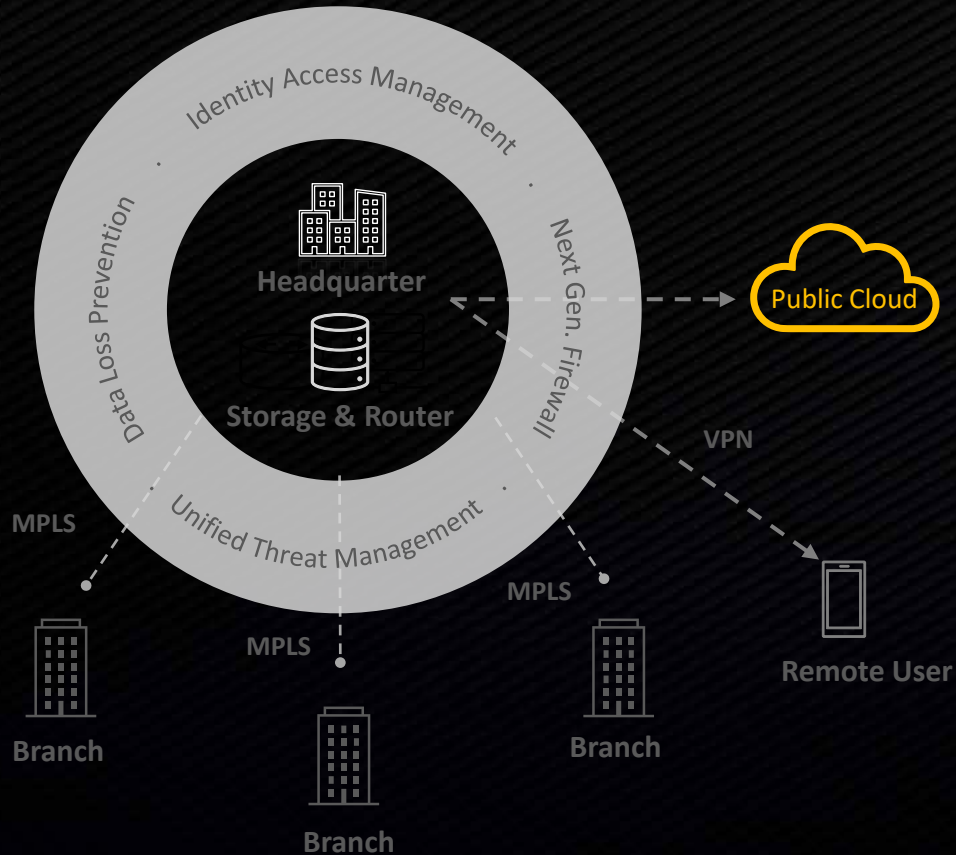 Identity Access Management
Data Loss Prevention
Next Gen. Firewall
Unified Threat Management
Headquarter
Storage & Router
Public Cloud
VPN
MPLS
MPLS
MPLS
Remote User
Branch
Branch
Branch